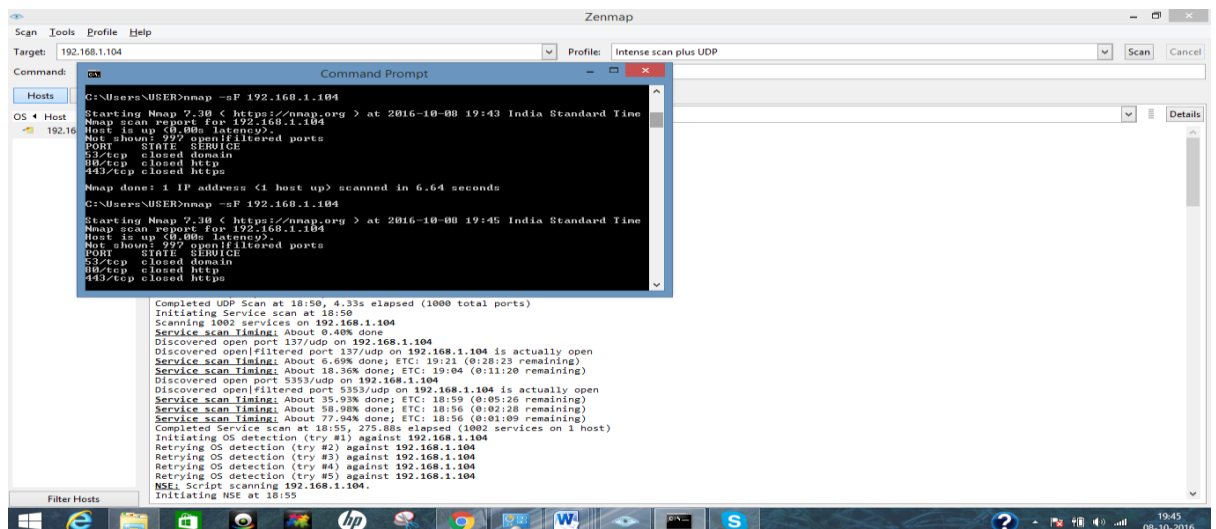 Zenmap
Scan Tools Profile Help
Target: 192.168.1.104 Profile: Intense scan plus UDP Scan Cancel
Command:
Hosts
OS Host
192.16
Details
Command Prompt
C:\Users\USER>nmap -sF 192.168.1.104
Starting Nmap 7.30 ( https://nmap.org ) at 2016-10-08 19:43 India Standard Time
Nmap scan report for 192.168.1.104
Host is up (0.00s latency).
Not shown: 997 open|filtered ports
PORT STATE SERVICE
53/tcp closed domain
80/tcp closed http
443/tcp closed https
Nmap done: 1 IP address (1 host up) scanned in 6.64 seconds
C:\Users\USER>nmap -sF 192.168.1.104
Starting Nmap 7.30 ( https://nmap.org ) at 2016-10-08 19:45 India Standard Time
Nmap scan report for 192.168.1.104
Host is up (0.00s latency).
Not shown: 997 open|filtered ports
PORT STATE SERVICE
53/tcp closed domain
80/tcp closed http
443/tcp closed https
Completed UDP Scan at 18:50, 4.33s elapsed (1000 total ports)
Initiating Service scan at 18:50
Scanning 1002 services on 192.168.1.104
Service scan Timing: About 0.40% done
Discovered open port 137/udp on 192.168.1.104
Discovered open|filtered port 137/udp on 192.168.1.104 is actually open
Service scan Timing: About 6.69% done; ETC: 19:21 (0:28:23 remaining)
Service scan Timing: About 18.36% done; ETC: 19:04 (0:11:20 remaining)
Discovered open port 5353/udp on 192.168.1.104
Discovered open|filtered port 5353/udp on 192.168.1.104 is actually open
Service scan Timing: About 35.93% done; ETC: 18:59 (0:05:26 remaining)
Service scan Timing: About 58.98% done; ETC: 18:56 (0:02:28 remaining)
Service scan Timing: About 77.94% done; ETC: 18:56 (0:01:09 remaining)
Completed Service scan at 18:55, 275.88s elapsed (1002 services on 1 host)
Initiating OS detection (try #1) against 192.168.1.104
Retrying OS detection (try #2) against 192.168.1.104
Retrying OS detection (try #3) against 192.168.1.104
Retrying OS detection (try #4) against 192.168.1.104
Retrying OS detection (try #5) against 192.168.1.104
NSE: Script scanning 192.168.1.104.
Initiating NSE at 18:55
Filter Hosts
19:45
08-10-2016